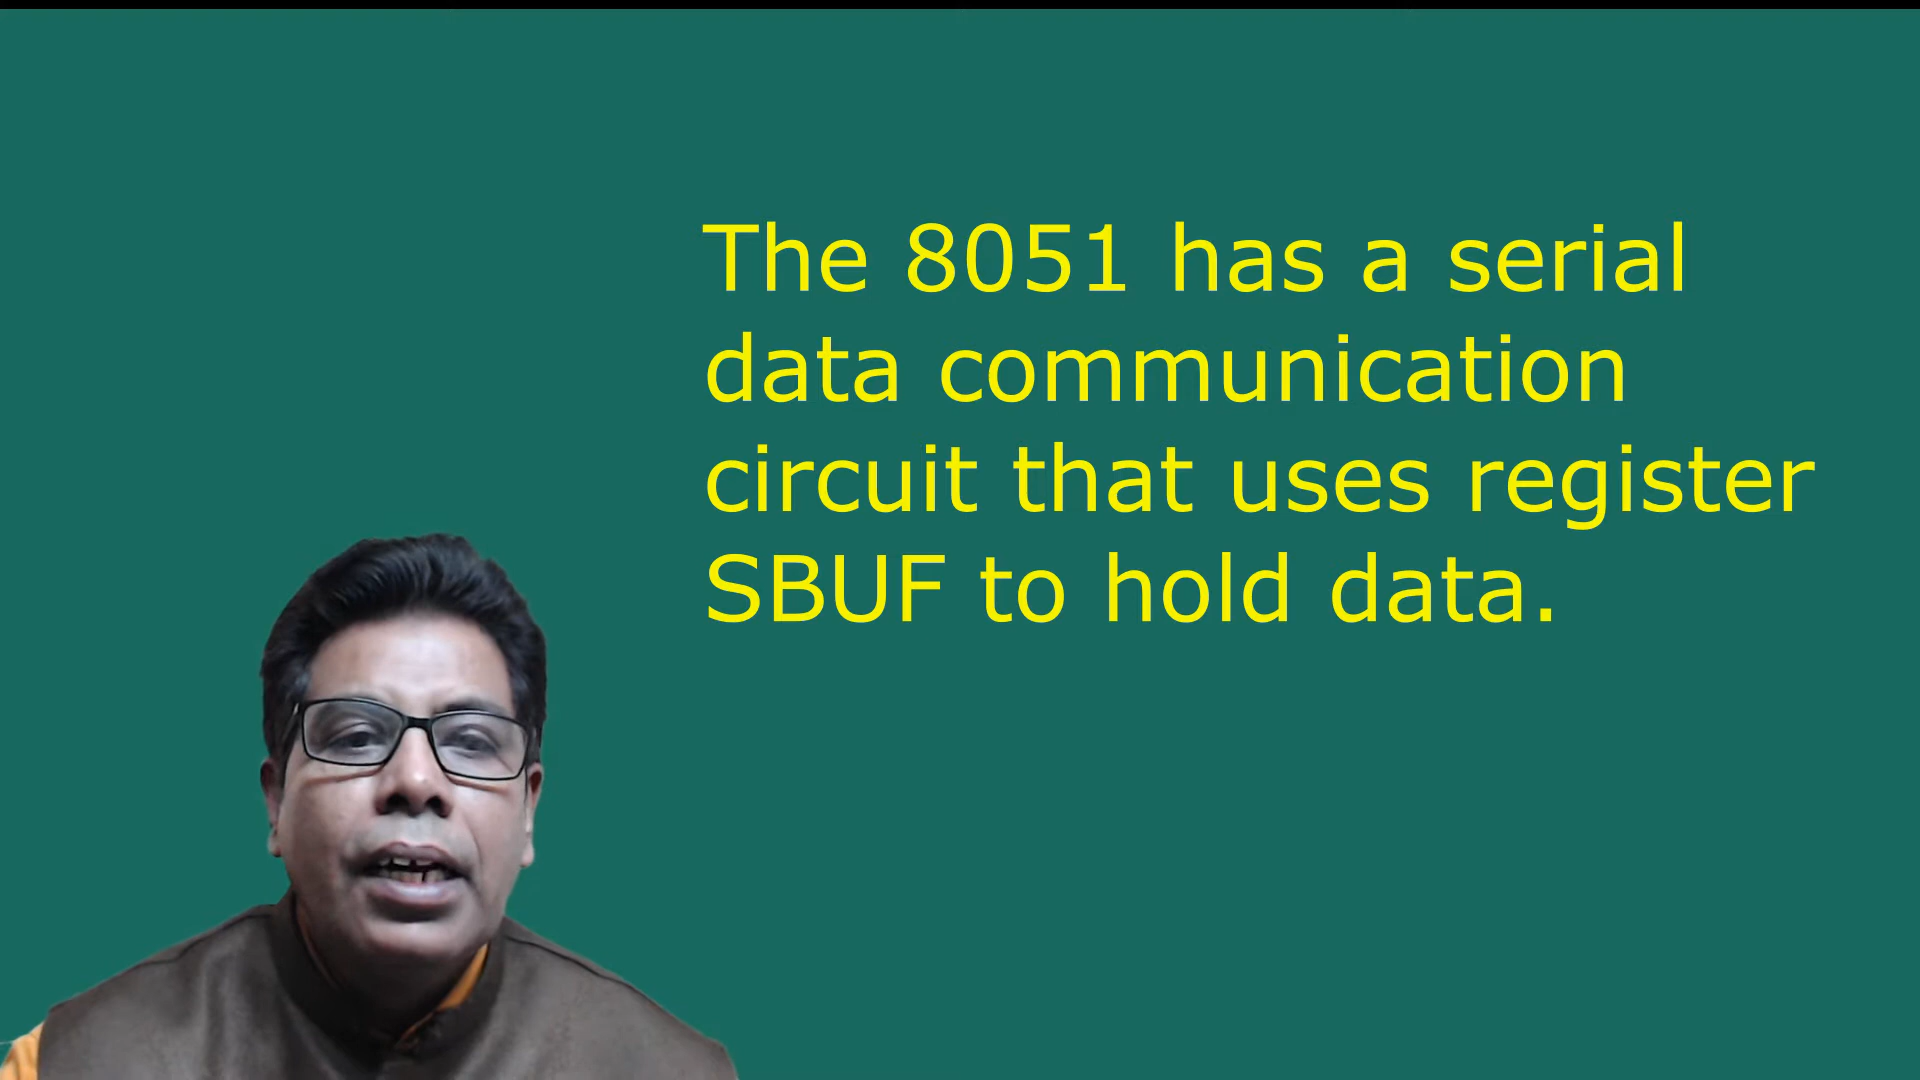 The 8051 has a serial
data communication
circuit that uses register
SBUF to hold data.